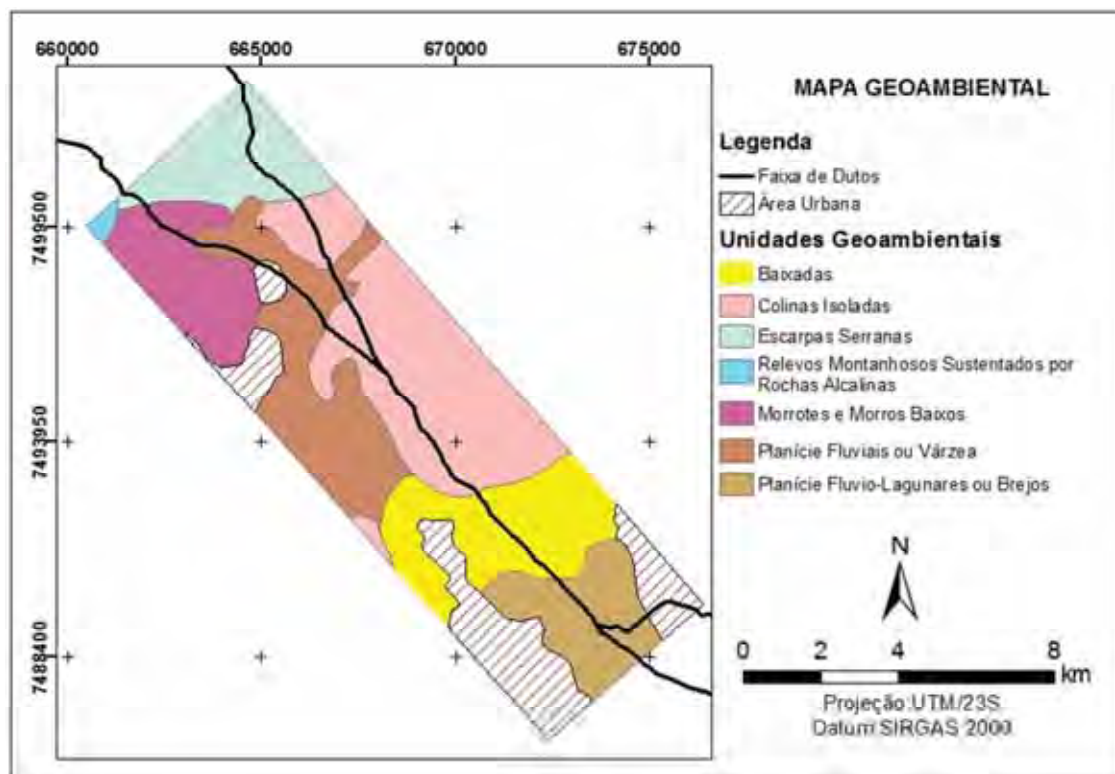 660000 665000 670000 675000
7499500
7493950
7488400
MAPA GEOAMBIENTAL
Legenda
Faixa de Dutos
Área Urbana
Unidades Geoambientais
Baixadas
Colinas Isoladas
Escarpas Serranas
Relevos Montanhosos Sustentados por
Rochas Alcalinas
Morrotes e Morros Baixos
Planície Fluviais ou Várzea
Planície Fluvio-Lagunares ou Brejos
N
0 2 4 8
km
Projeção:UTM/23S
Datum:SIRGAS 2000